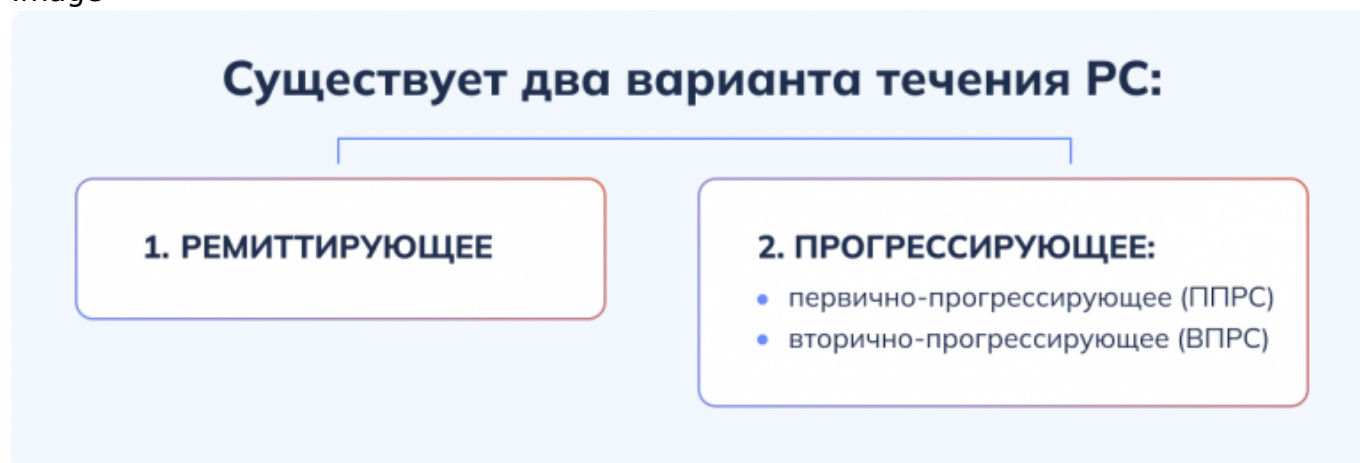 Существует два варианта течения РС:
1. РЕМИТТИРУЮЩЕЕ
2. ПРОГРЕССИРУЮЩЕЕ:
• первично-прогрессирующее (ППРС)
• вторично-прогрессирующее (ВПРС)